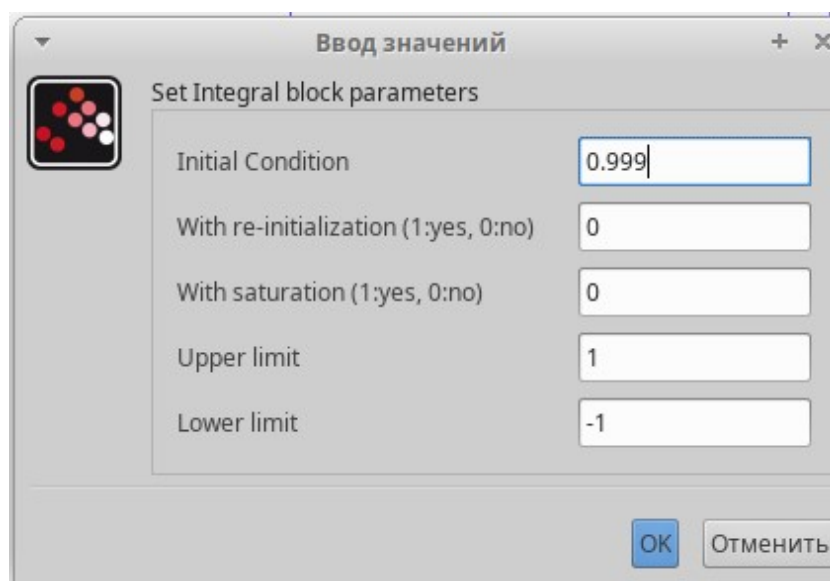 Ввод значений
Set Integral block parameters
Initial Condition 0.999
With re-initialization (1:yes, 0:no) 0
With saturation (1:yes, 0:no) 0
Upper limit 1
Lower limit -1
OK Отменить